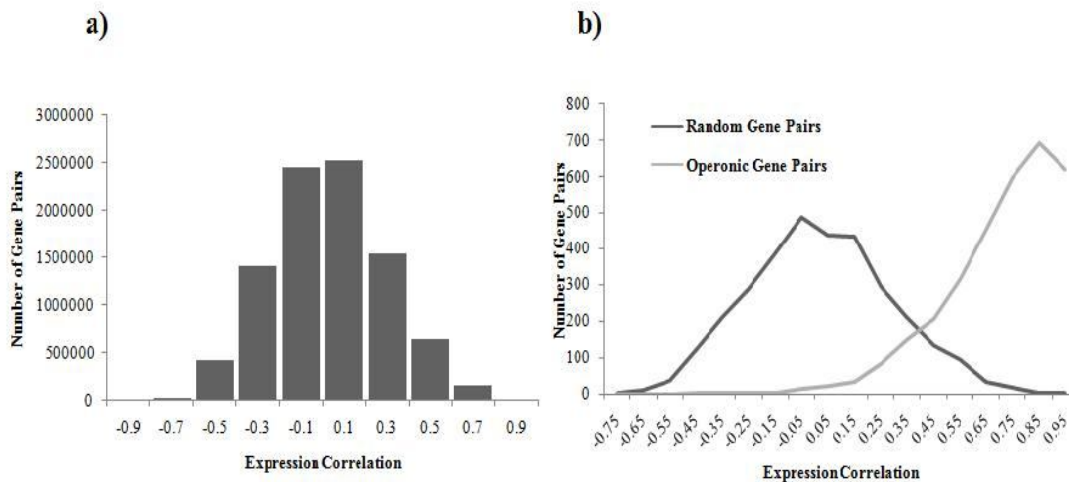 a)
Number of Gene Pairs
3000000
2500000
2000000
1500000
1000000
500000
0
-0.9 -0.7 -0.5 -0.3 -0.1 0.1 0.3 0.5 0.7 0.9
Expression Correlation
b)
Number of Gene Pairs
800
700
600
500
400
300
200
100
0
Random Gene Pairs
Operonic Gene Pairs
-0.75 -0.65 -0.55 -0.45 -0.35 -0.25 -0.15 -0.05 0.05 0.15 0.25 0.35 0.45 0.55 0.65 0.75 0.85 0.95
Expression Correlation